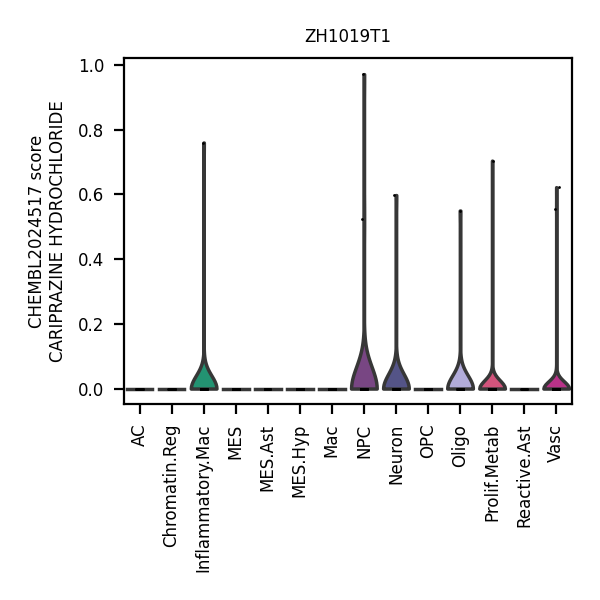 ZH1019T1
CHEMBL2024517 score
CARIPRAZINE HYDROCHLORIDE
1.0
0.8
0.6
0.4
0.2
0.0
AC
Chromatin.Reg
Inflammatory.Mac
MES
MES.Ast
MES.Hyp
Mac
NPC
Neuron
OPC
Oligo
Prolif.Metab
Reactive.Ast
Vasc